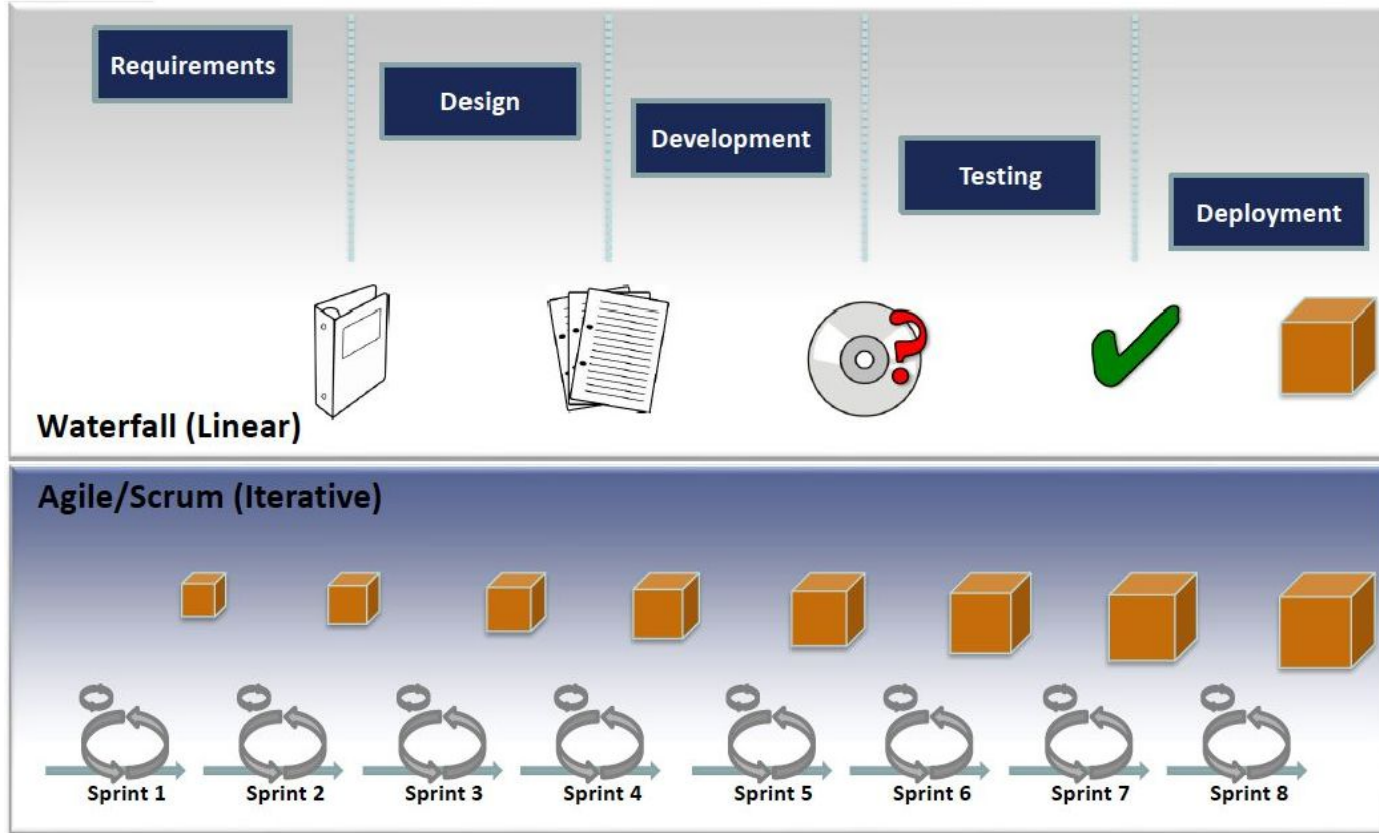 Requirements
Design
Development
Testing
Deployment
Waterfall (Linear)
Agile/Scrum (Iterative)
Sprint 1
Sprint 2
Sprint 3
Sprint 4
Sprint 5
Sprint 6
Sprint 7
Sprint 8